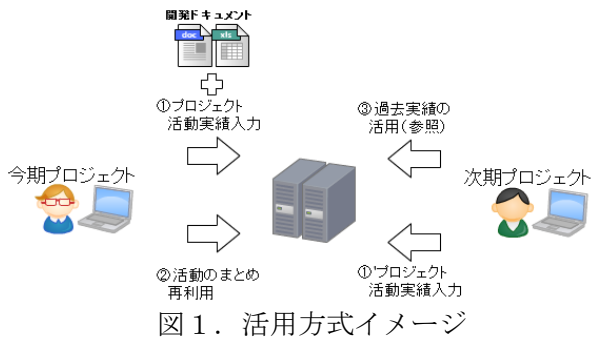 開発ドキュメント
doc
xls
①プロジェクト
活動実績入力
③過去実績の
活用(参照)
今期プロジェクト
次期プロジェクト
②活動のまとめ
再利用
①'プロジェクト
活動実績入力
図1．活用方式イメージ